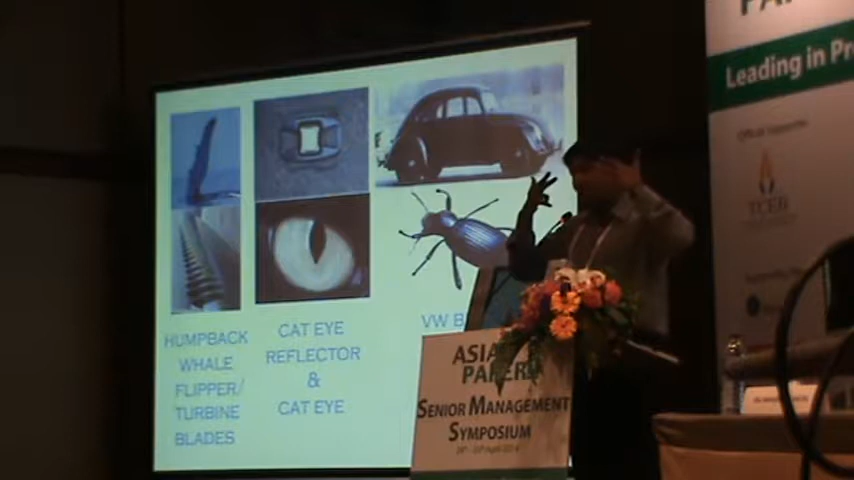 HUMPBACK
WHALE
FLIPPER/
TURBINE
BLADES
CAT EYE
REFLECTOR
&
CAT EYE
VW B
ASIA
PAPER
SENIOR MANAGEMENT
SYMPOSIUM
Leading in Pr
TCEB